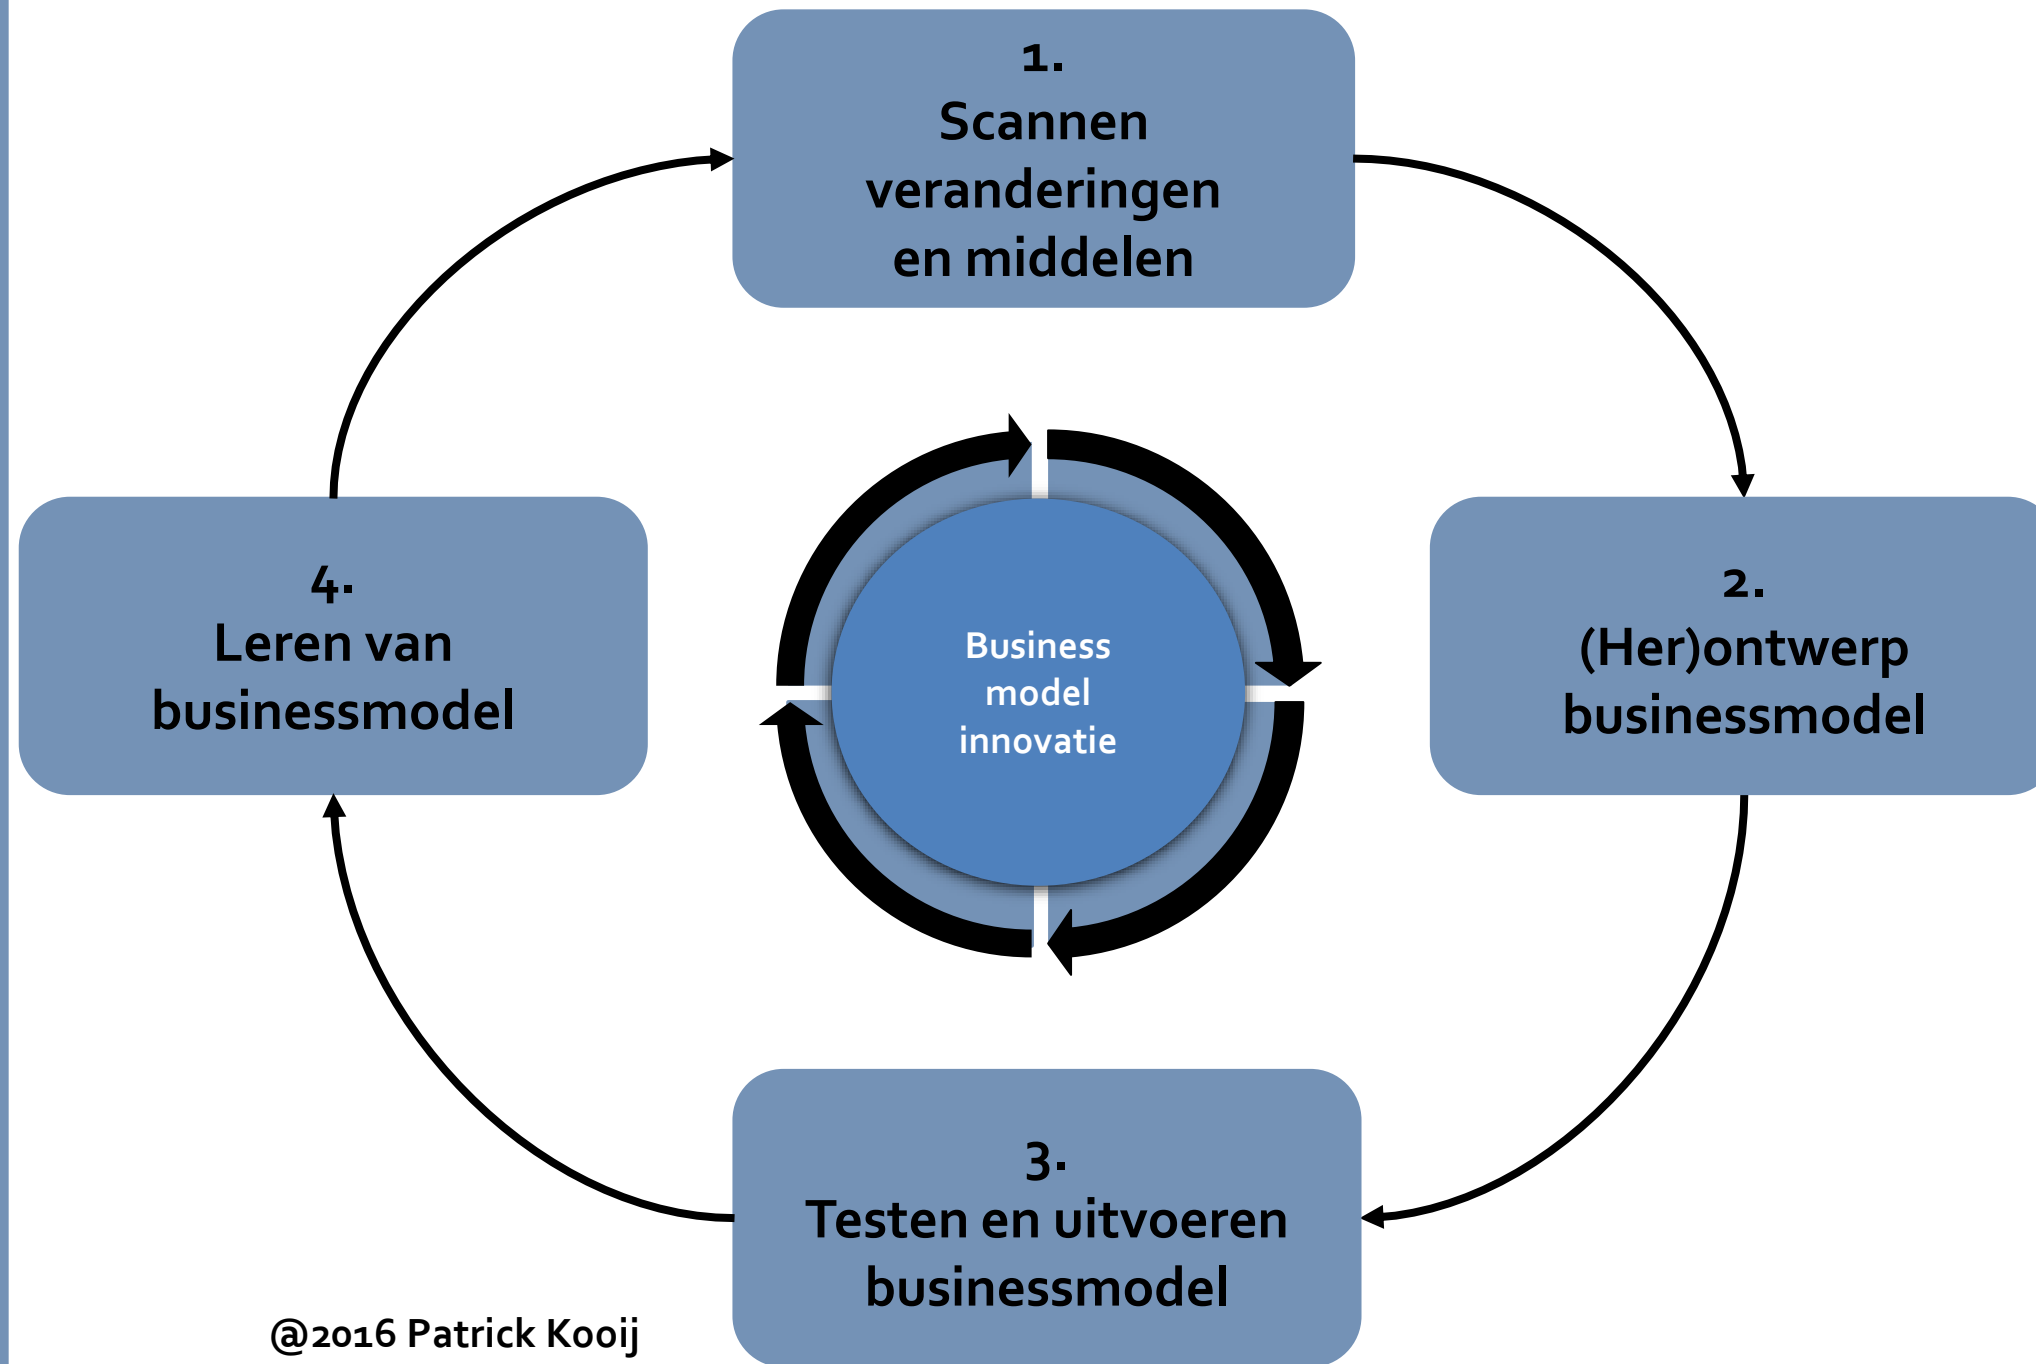 1.
Scannen
veranderingen
en middelen
4.
Leren van
businessmodel
Business
model
innovatie
2.
(Her)ontwerp
businessmodel
3.
Testen en uitvoeren
businessmodel
@2016 Patrick Kooij